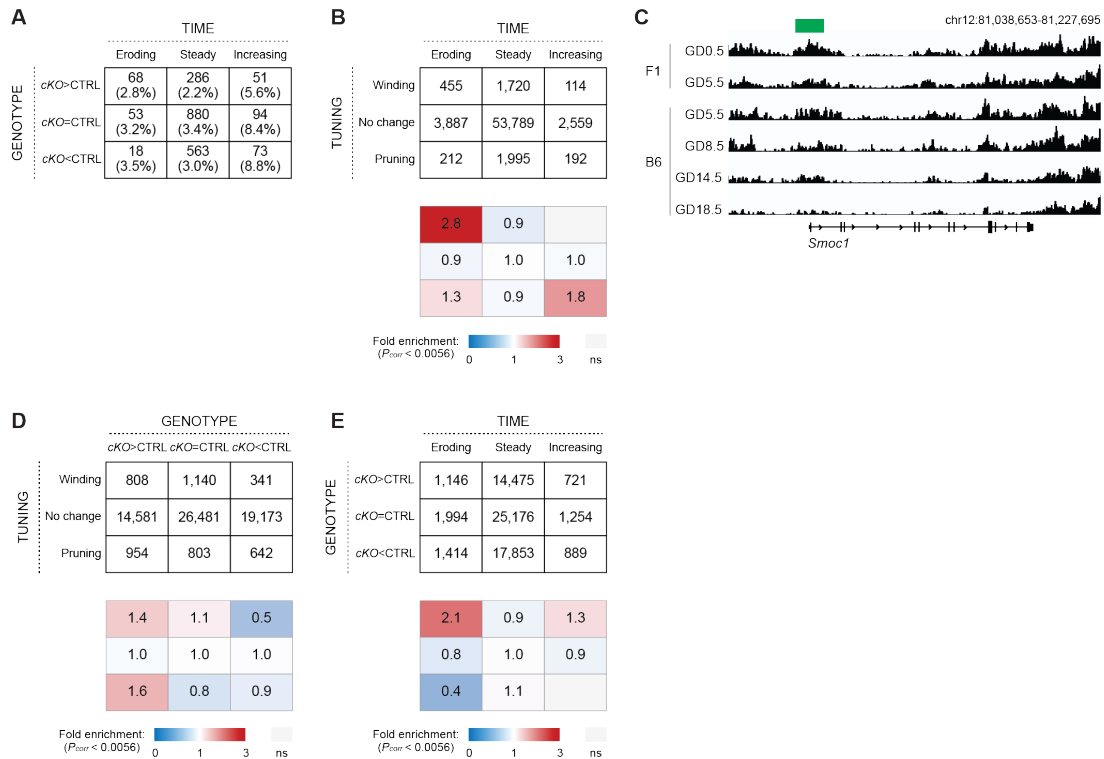 A
TIME
Eroding Steady Increasing
GENOTYPE
cKO>CTRL 68 (2.8%) 286 (2.2%) 51 (5.6%)
cKO=CTRL 53 (3.2%) 880 (3.4%) 94 (8.4%)
cKO<CTRL 18 (3.5%) 563 (3.0%) 73 (8.8%)
B
TIME
Eroding Steady Increasing
TUNING
Winding 455 1,720 114
No change 3,887 53,789 2,559
Pruning 212 1,995 192
2.8 0.9
0.9 1.0 1.0
1.3 0.9 1.8
Fold enrichment:
(Pcorr < 0.0056)
0 1 3 ns
C
chr12:81,038,653-81,227,695
F1
GD0.5
GD5.5
B6
GD5.5
GD8.5
GD14.5
GD18.5
Smoc1
D
GENOTYPE
cKO>CTRL cKO=CTRL cKO<CTRL
TUNING
Winding 808 1,140 341
No change 14,581 26,481 19,173
Pruning 954 803 642
1.4 1.1 0.5
1.0 1.0 1.0
1.6 0.8 0.9
Fold enrichment:
(Pcorr < 0.0056)
0 1 3 ns
E
TIME
Eroding Steady Increasing
GENOTYPE
cKO>CTRL 1,146 14,475 721
cKO=CTRL 1,994 25,176 1,254
cKO<CTRL 1,414 17,853 889
2.1 0.9 1.3
0.8 1.0 0.9
0.4 1.1
Fold enrichment:
(Pcorr < 0.0056)
0 1 3 ns